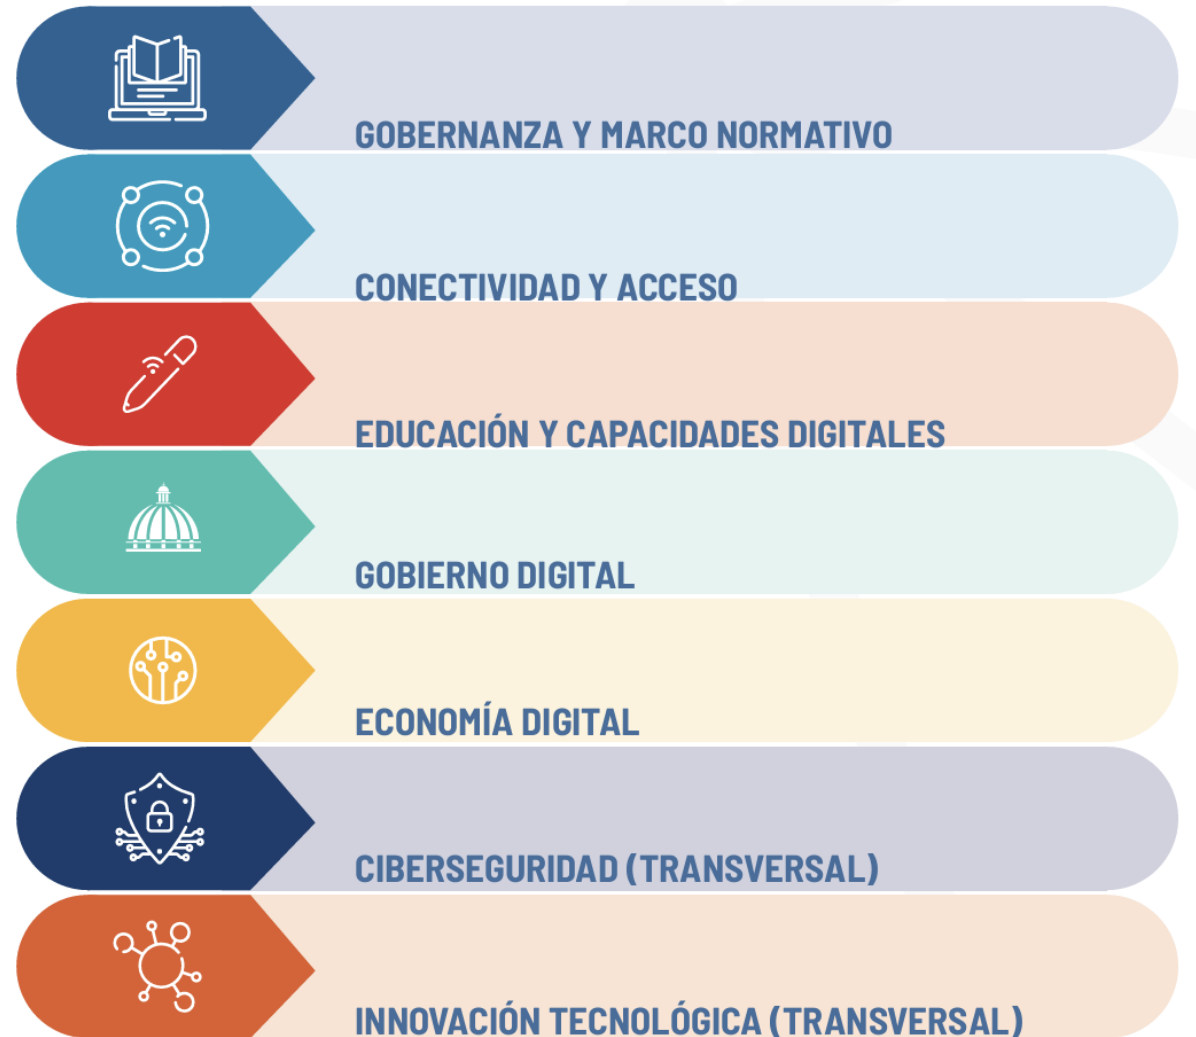 GOBERNANZA Y MARCO NORMATIVO
CONECTIVIDAD Y ACCESO
EDUCACIÓN Y CAPACIDADES DIGITALES
GOBIERNO DIGITAL
ECONOMÍA DIGITAL
CIBERSEGURIDAD (TRANSVERSAL)
INNOVACIÓN TECNOLÓGICA (TRANSVERSAL)